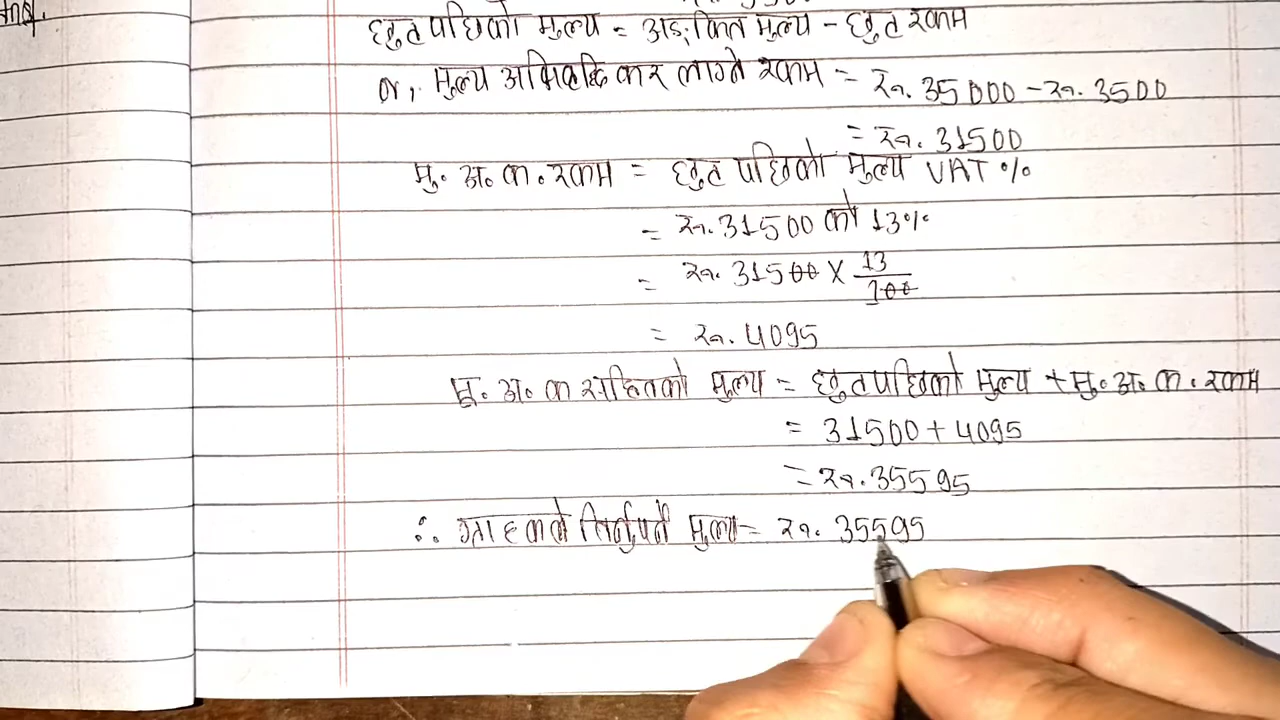 छुट पछिको मुल्य = अङ्कित मुल्य - छुट रकम
or, मुल्य अभिवृद्धि कर लाग्ने रकम = रु. 35000 - रु. 3500
= रु. 31500
मु. अ. क. रकम = छुट पछिको मुल्य VAT %
= रु. 31500 को 13%
= रु. 31500 × 13/100
= रु. 4095
मु. अ. क सहितको मुल्य = छुट पछिको मुल्य + मु. अ. क. रकम
= 31500 + 4095
= रु. 35595
∴ ग्राहकले तिर्नुपर्ने मुल्य = रु. 35595